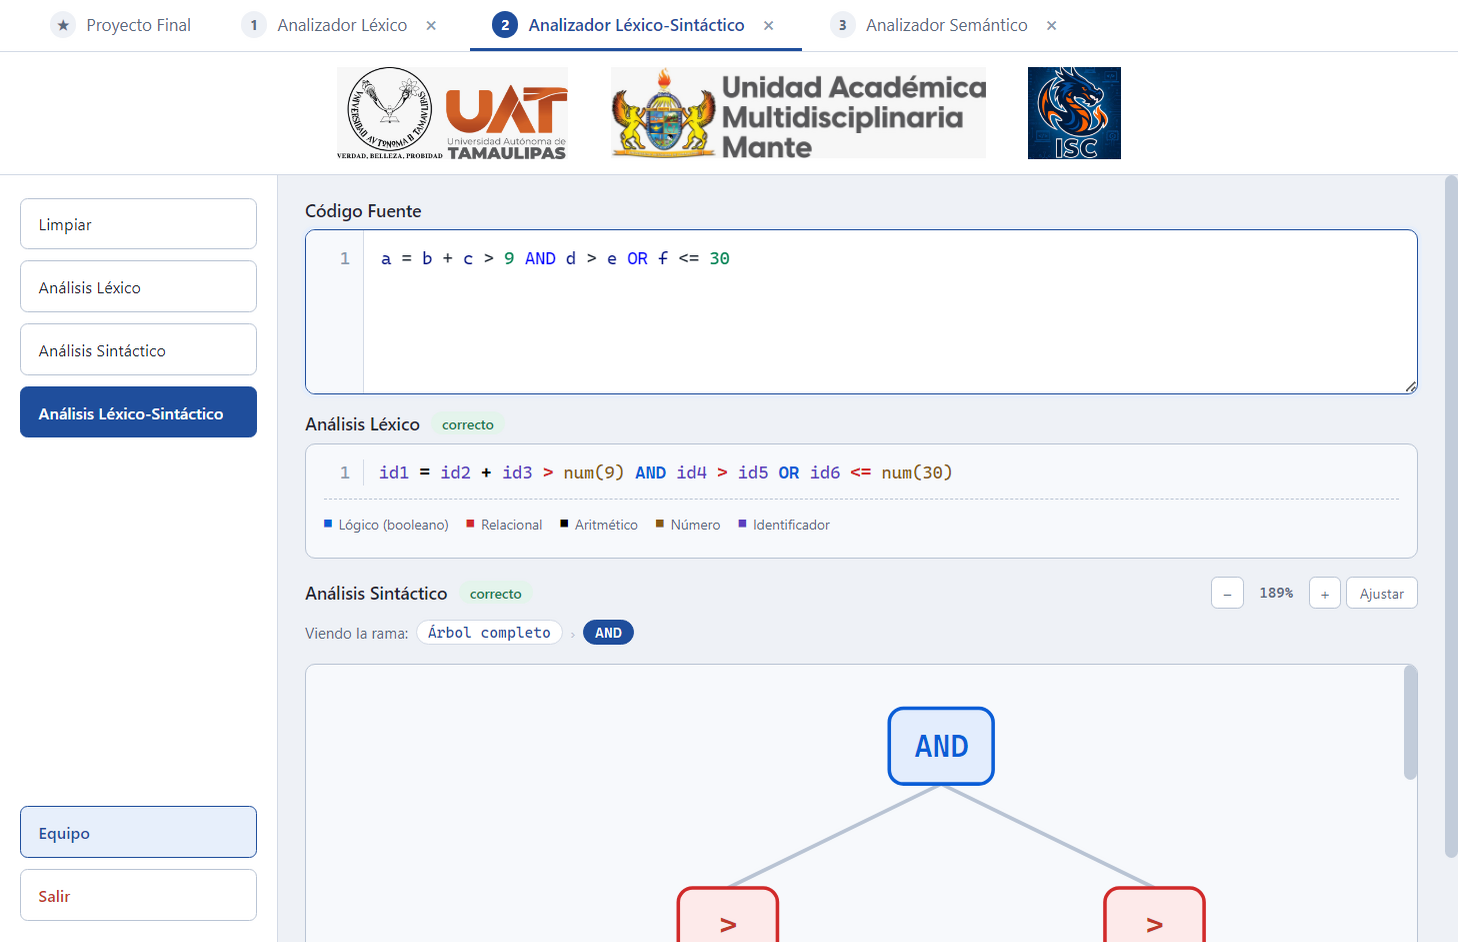 ★ Proyecto Final 1 Analizador Léxico ✕ 2 Analizador Léxico-Sintáctico ✕ 3 Analizador Semántico ✕
UNIVERSIDAD AVTNOMA D TAMAVLIPAS
VERDAD, BELLEZA, PROBIDAD
UAT
Universidad Autónoma de
TAMAULIPAS
Unidad Académica
Multidisciplinaria
Mante
ISC
Limpiar
Análisis Léxico
Análisis Sintáctico
Análisis Léxico-Sintáctico
Equipo
Salir
Código Fuente
1 a = b + c > 9 AND d > e OR f <= 30
Análisis Léxico correcto
1 id1 = id2 + id3 > num(9) AND id4 > id5 OR id6 <= num(30)
Lógico (booleano) Relacional Aritmético Número Identificador
Análisis Sintáctico correcto − 189% + Ajustar
Viendo la rama: Árbol completo › AND
AND
> >